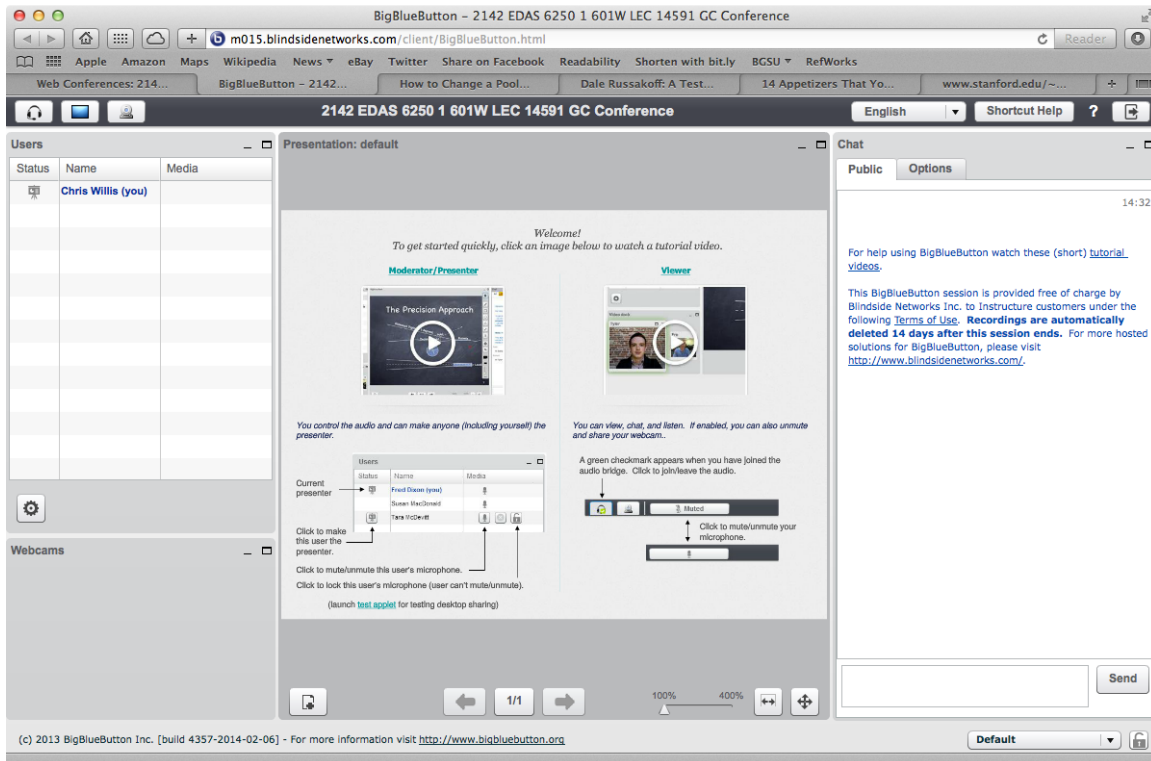 BigBlueButton – 2142 EDAS 6250 1 601W LEC 14591 GC Conference
m015.blindsidenetworks.com/client/BigBlueButton.html
Reader
Apple Amazon Maps Wikipedia News eBay Twitter Share on Facebook Readability Shorten with bit.ly BGSU RefWorks
Web Conferences: 214... BigBlueButton – 2142... How to Change a Pool... Dale Russakoff: A Test... 14 Appetizers That Yo... www.stanford.edu/~...
2142 EDAS 6250 1 601W LEC 14591 GC Conference
English Shortcut Help ?
Users
Status Name Media
Chris Willis (you)
Webcams
Presentation: default
Welcome!
To get started quickly, click an image below to watch a tutorial video.
Moderator/Presenter
The Precision Approach
You control the audio and can make anyone (including yourself) the
presenter.
Users
Status Name Media
Fred Dixon (you)
Susan MacDonald
Tara McDevitt
Current
presenter
Click to make
this user the
presenter.
Click to mute/unmute this user's microphone.
Click to lock this user's microphone (user can't mute/unmute).
(launch test applet for testing desktop sharing)
Viewer
You can view, chat, and listen. If enabled, you can also unmute
and share your webcam..
A green checkmark appears when you have joined the
audio bridge. Click to join/leave the audio.
Muted
Click to mute/unmute your
microphone.
1/1
100% 400%
Chat
Public Options
14:32
For help using BigBlueButton watch these (short) tutorial
videos.
This BigBlueButton session is provided free of charge by
Blindside Networks Inc. to Instructure customers under the
following Terms of Use. Recordings are automatically
deleted 14 days after this session ends. For more hosted
solutions for BigBlueButton, please visit
http://www.blindsidenetworks.com/.
Send
(c) 2013 BigBlueButton Inc. [build 4357-2014-02-06] - For more information visit http://www.bigbluebutton.org
Default